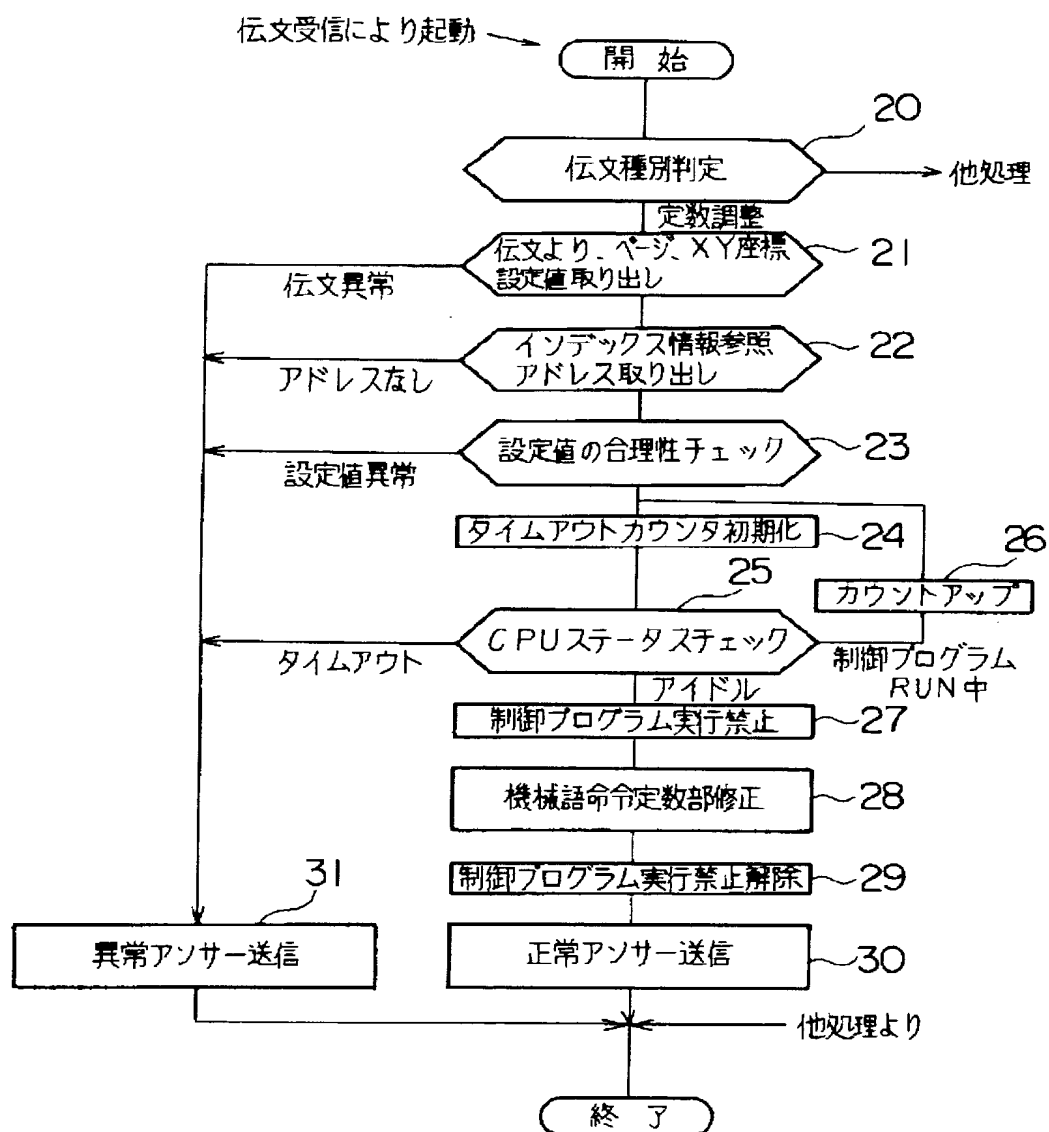 伝文受信により起動
開始
20
伝文種別判定
他処理
定数調整
伝文より、ページ、XY座標
設定値取り出し
21
伝文異常
インデックス情報参照
アドレス取り出し
22
アドレスなし
設定値の合理性チェック
23
設定値異常
タイムアウトカウンタ初期化
24
26
25
カウントアップ
CPUステータスチェック
タイムアウト
制御プログラム
RUN中
アイドル
制御プログラム実行禁止
27
機械語命令定数部修正
28
制御プログラム実行禁止解除
29
31
異常アンサー送信
正常アンサー送信
30
他処理より
終了